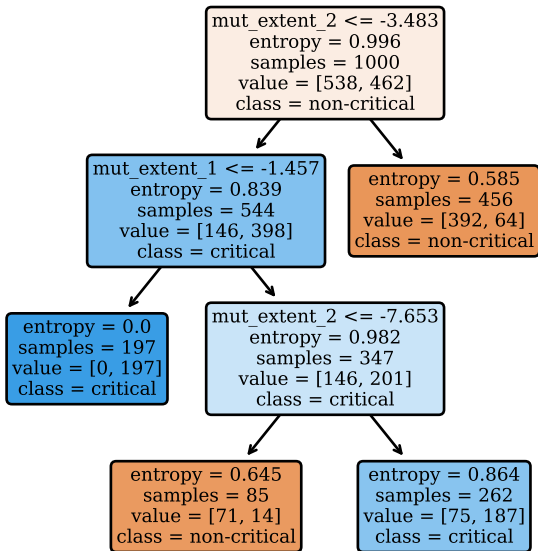 mut_extent_2 <= -3.483
entropy = 0.996
samples = 1000
value = [538, 462]
class = non-critical
mut_extent_1 <= -1.457
entropy = 0.839
samples = 544
value = [146, 398]
class = critical
entropy = 0.585
samples = 456
value = [392, 64]
class = non-critical
entropy = 0.0
samples = 197
value = [0, 197]
class = critical
mut_extent_2 <= -7.653
entropy = 0.982
samples = 347
value = [146, 201]
class = critical
entropy = 0.645
samples = 85
value = [71, 14]
class = non-critical
entropy = 0.864
samples = 262
value = [75, 187]
class = critical